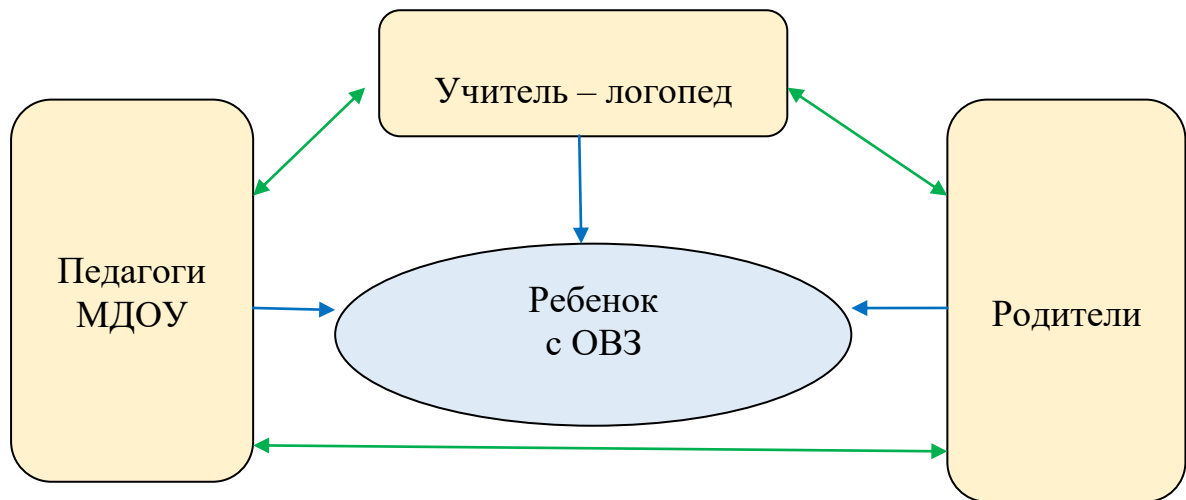 Учитель – логопед
Педагоги
МДОУ
Ребенок
с ОВЗ
Родители